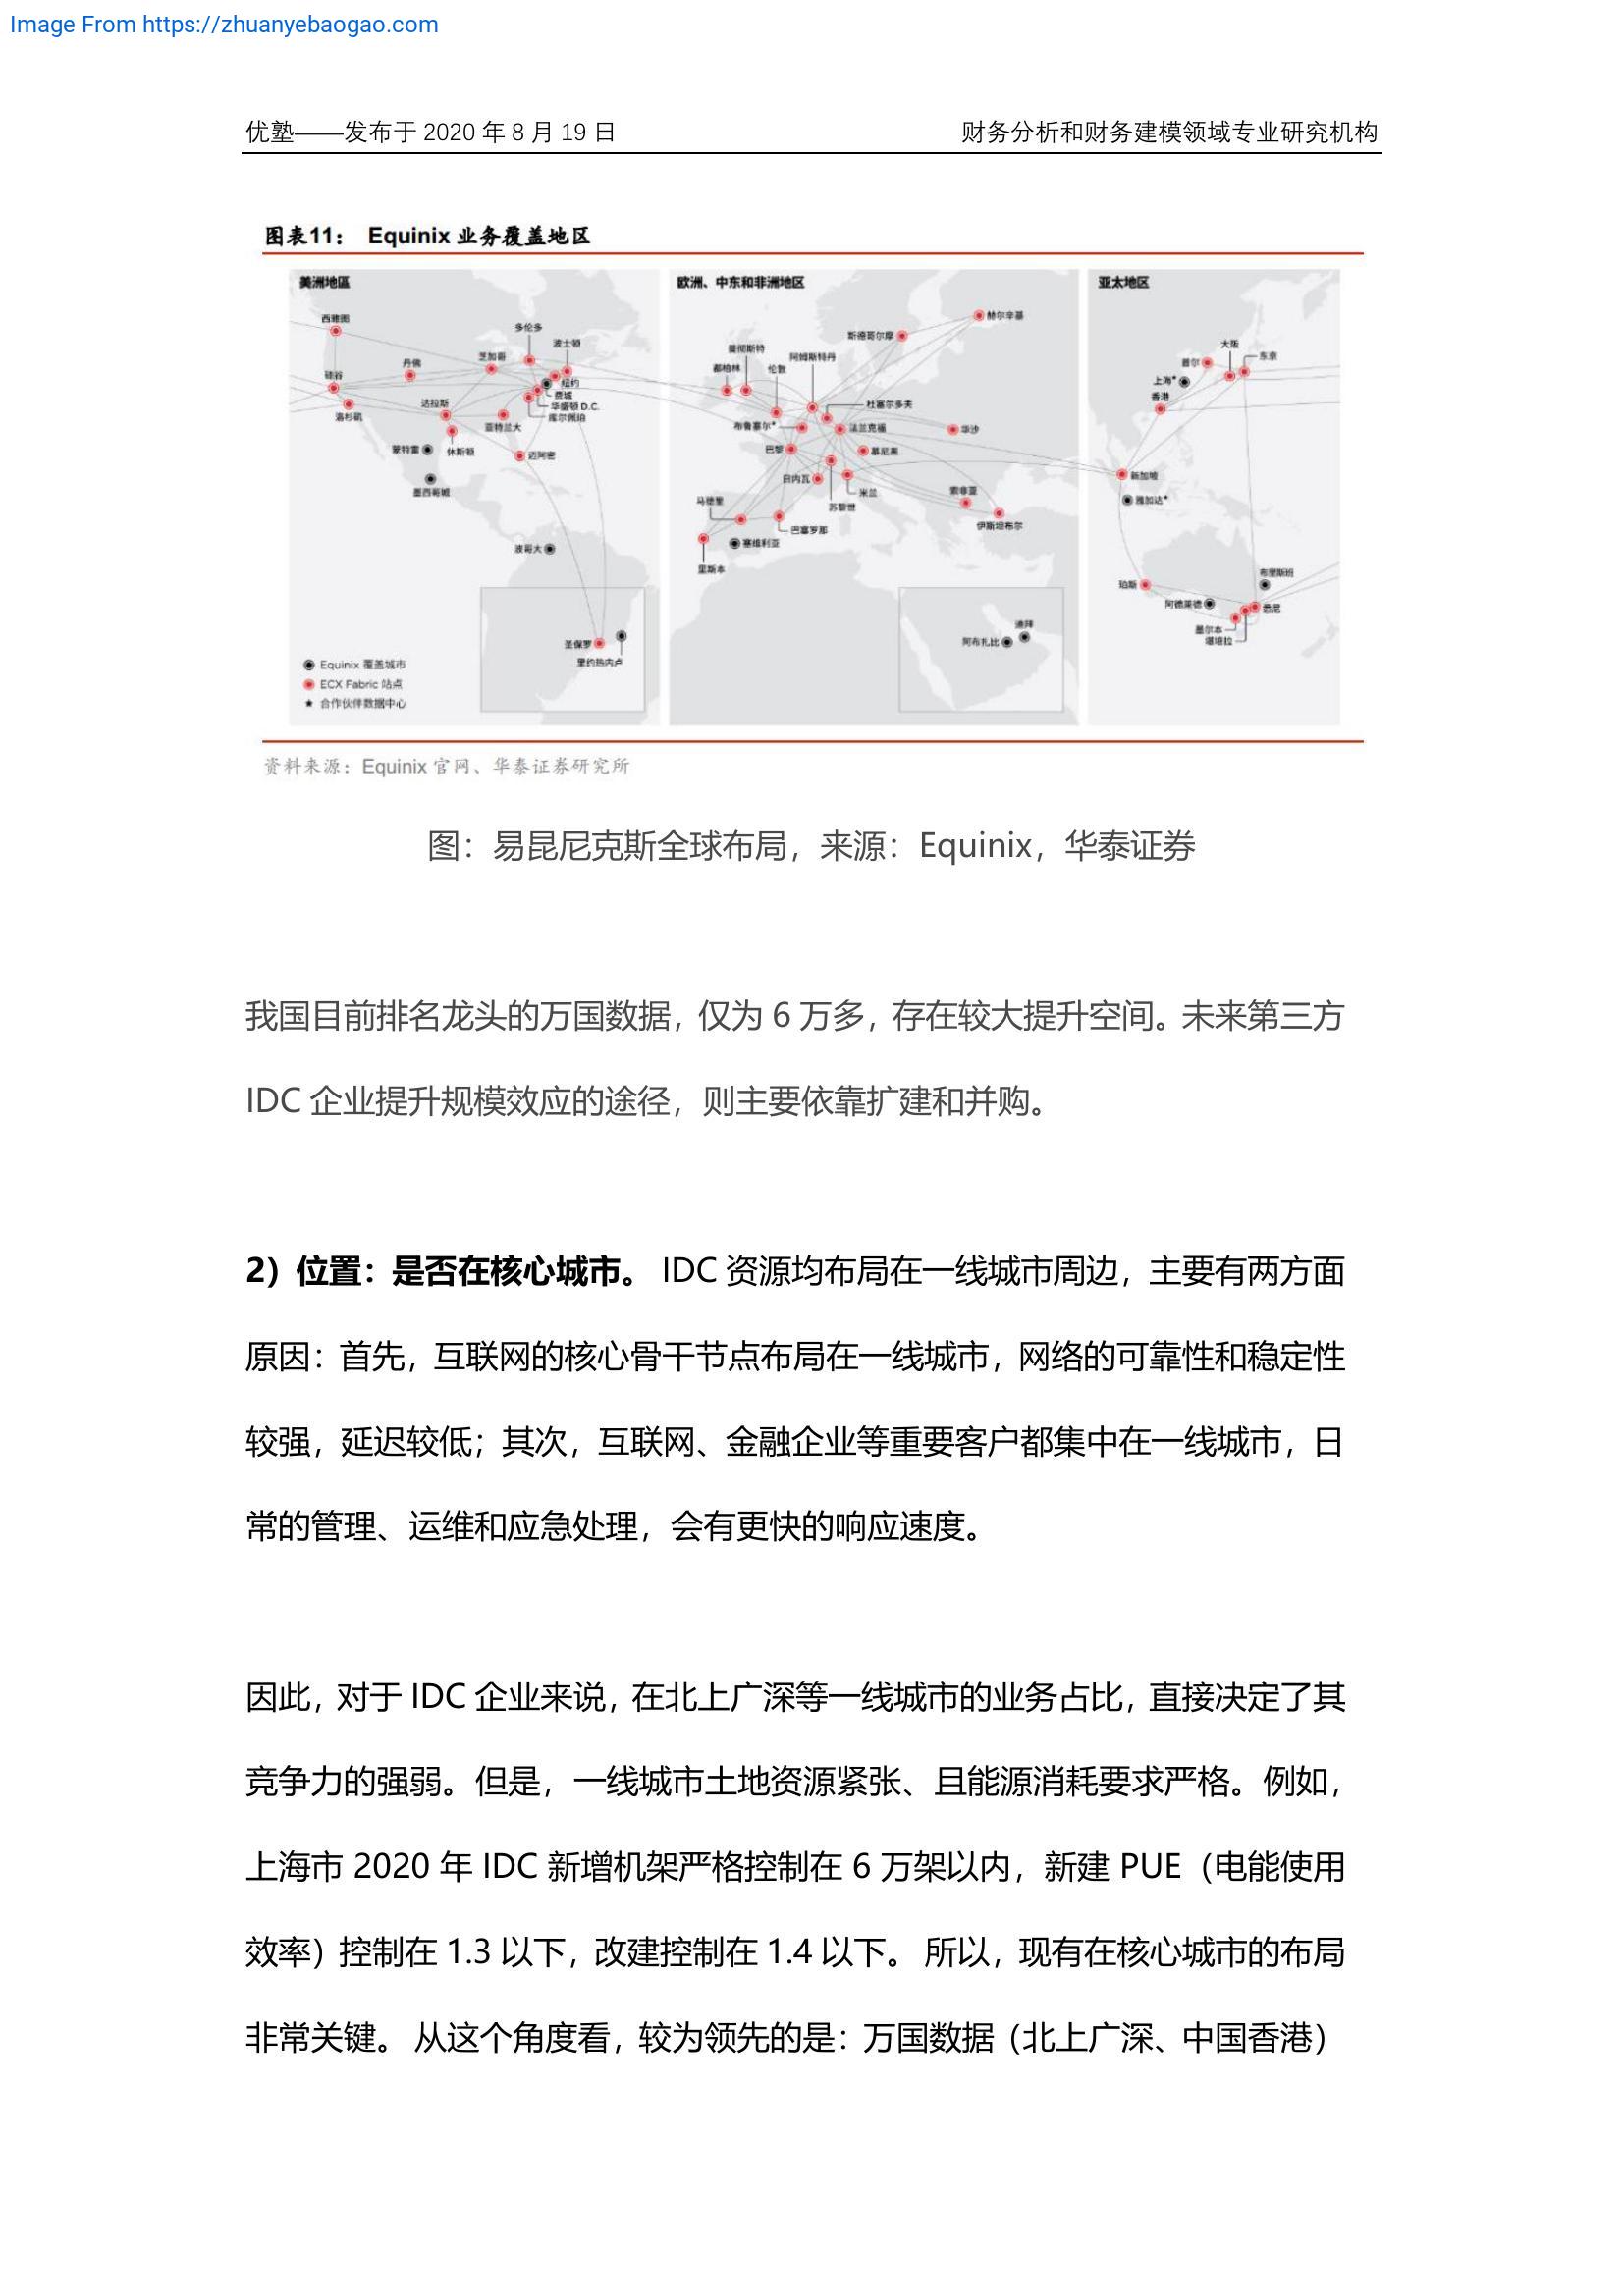 Image From https://zhuanyebaogao.com
优塾——发布于 2020 年 8 月 19 日
财务分析和财务建模领域专业研究机构
图表11： Equinix 业务覆盖地区
美洲地區
西雅图
多伦多
波士顿
芝加哥
丹佛
硅谷
纽约
费城
华盛顿 D.C.
库尔佩珀
洛杉矶
达拉斯
亚特兰大
蒙特雷
休斯顿
迈阿密
墨西哥城
波哥大
圣保罗
里约热内卢
Equinix 覆盖城市
ECX Fabric 站点
★ 合作伙伴数据中心
欧洲、中东和非洲地区
赫尔辛基
斯德哥尔摩
曼彻斯特
阿姆斯特丹
都柏林
伦敦
杜塞尔多夫
布鲁塞尔*
法兰克福
华沙
巴黎
慕尼黑
日内瓦
米兰
苏黎世
索非亚
马德里
伊斯坦布尔
巴塞罗那
塞维利亚
里斯本
迪拜
阿布扎比
亚太地区
大阪
东京
首尔
上海*
香港
新加坡
雅加达*
布里斯班
珀斯
阿德莱德
悉尼
墨尔本
堪培拉
资料来源：Equinix 官网、华泰证券研究所
图：易昆尼克斯全球布局，来源：Equinix，华泰证券
我国目前排名龙头的万国数据，仅为 6 万多，存在较大提升空间。未来第三方
IDC 企业提升规模效应的途径，则主要依靠扩建和并购。
2）位置：是否在核心城市。 IDC 资源均布局在一线城市周边，主要有两方面
原因：首先，互联网的核心骨干节点布局在一线城市，网络的可靠性和稳定性
较强，延迟较低；其次，互联网、金融企业等重要客户都集中在一线城市，日
常的管理、运维和应急处理，会有更快的响应速度。
因此，对于 IDC 企业来说，在北上广深等一线城市的业务占比，直接决定了其
竞争力的强弱。但是，一线城市土地资源紧张、且能源消耗要求严格。例如，
上海市 2020 年 IDC 新增机架严格控制在 6 万架以内，新建 PUE（电能使用
效率）控制在 1.3 以下，改建控制在 1.4 以下。 所以，现有在核心城市的布局
非常关键。 从这个角度看，较为领先的是：万国数据（北上广深、中国香港）